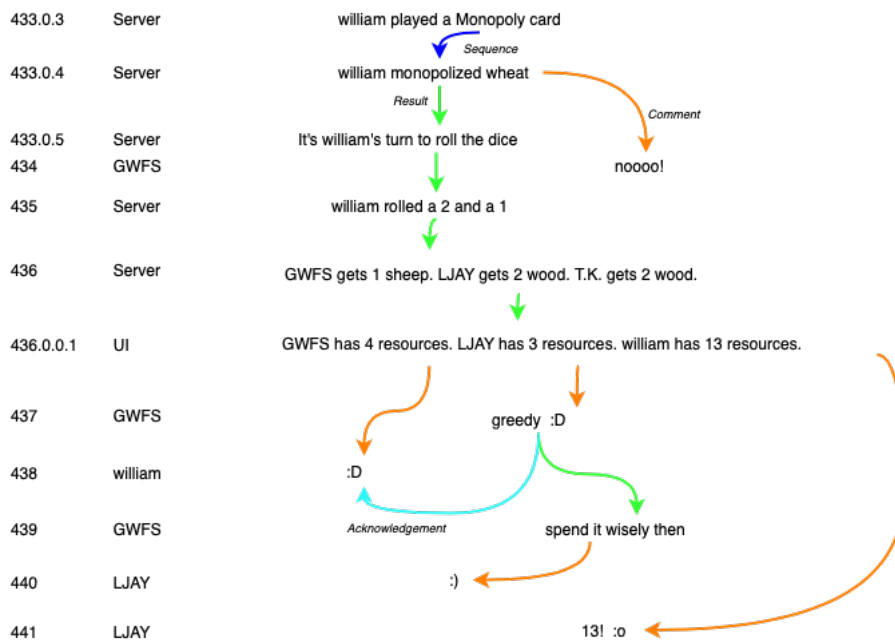 433.0.3 Server william played a Monopoly card
Sequence
433.0.4 Server william monopolized wheat
Result
Comment
433.0.5 Server It's william's turn to roll the dice
434 GWFS noooo!
435 Server william rolled a 2 and a 1
436 Server GWFS gets 1 sheep. LJAY gets 2 wood. T.K. gets 2 wood.
436.0.0.1 UI GWFS has 4 resources. LJAY has 3 resources. william has 13 resources.
437 GWFS greedy :D
438 william :D
Acknowledgement
439 GWFS spend it wisely then
440 LJAY :)
441 LJAY 13! :o